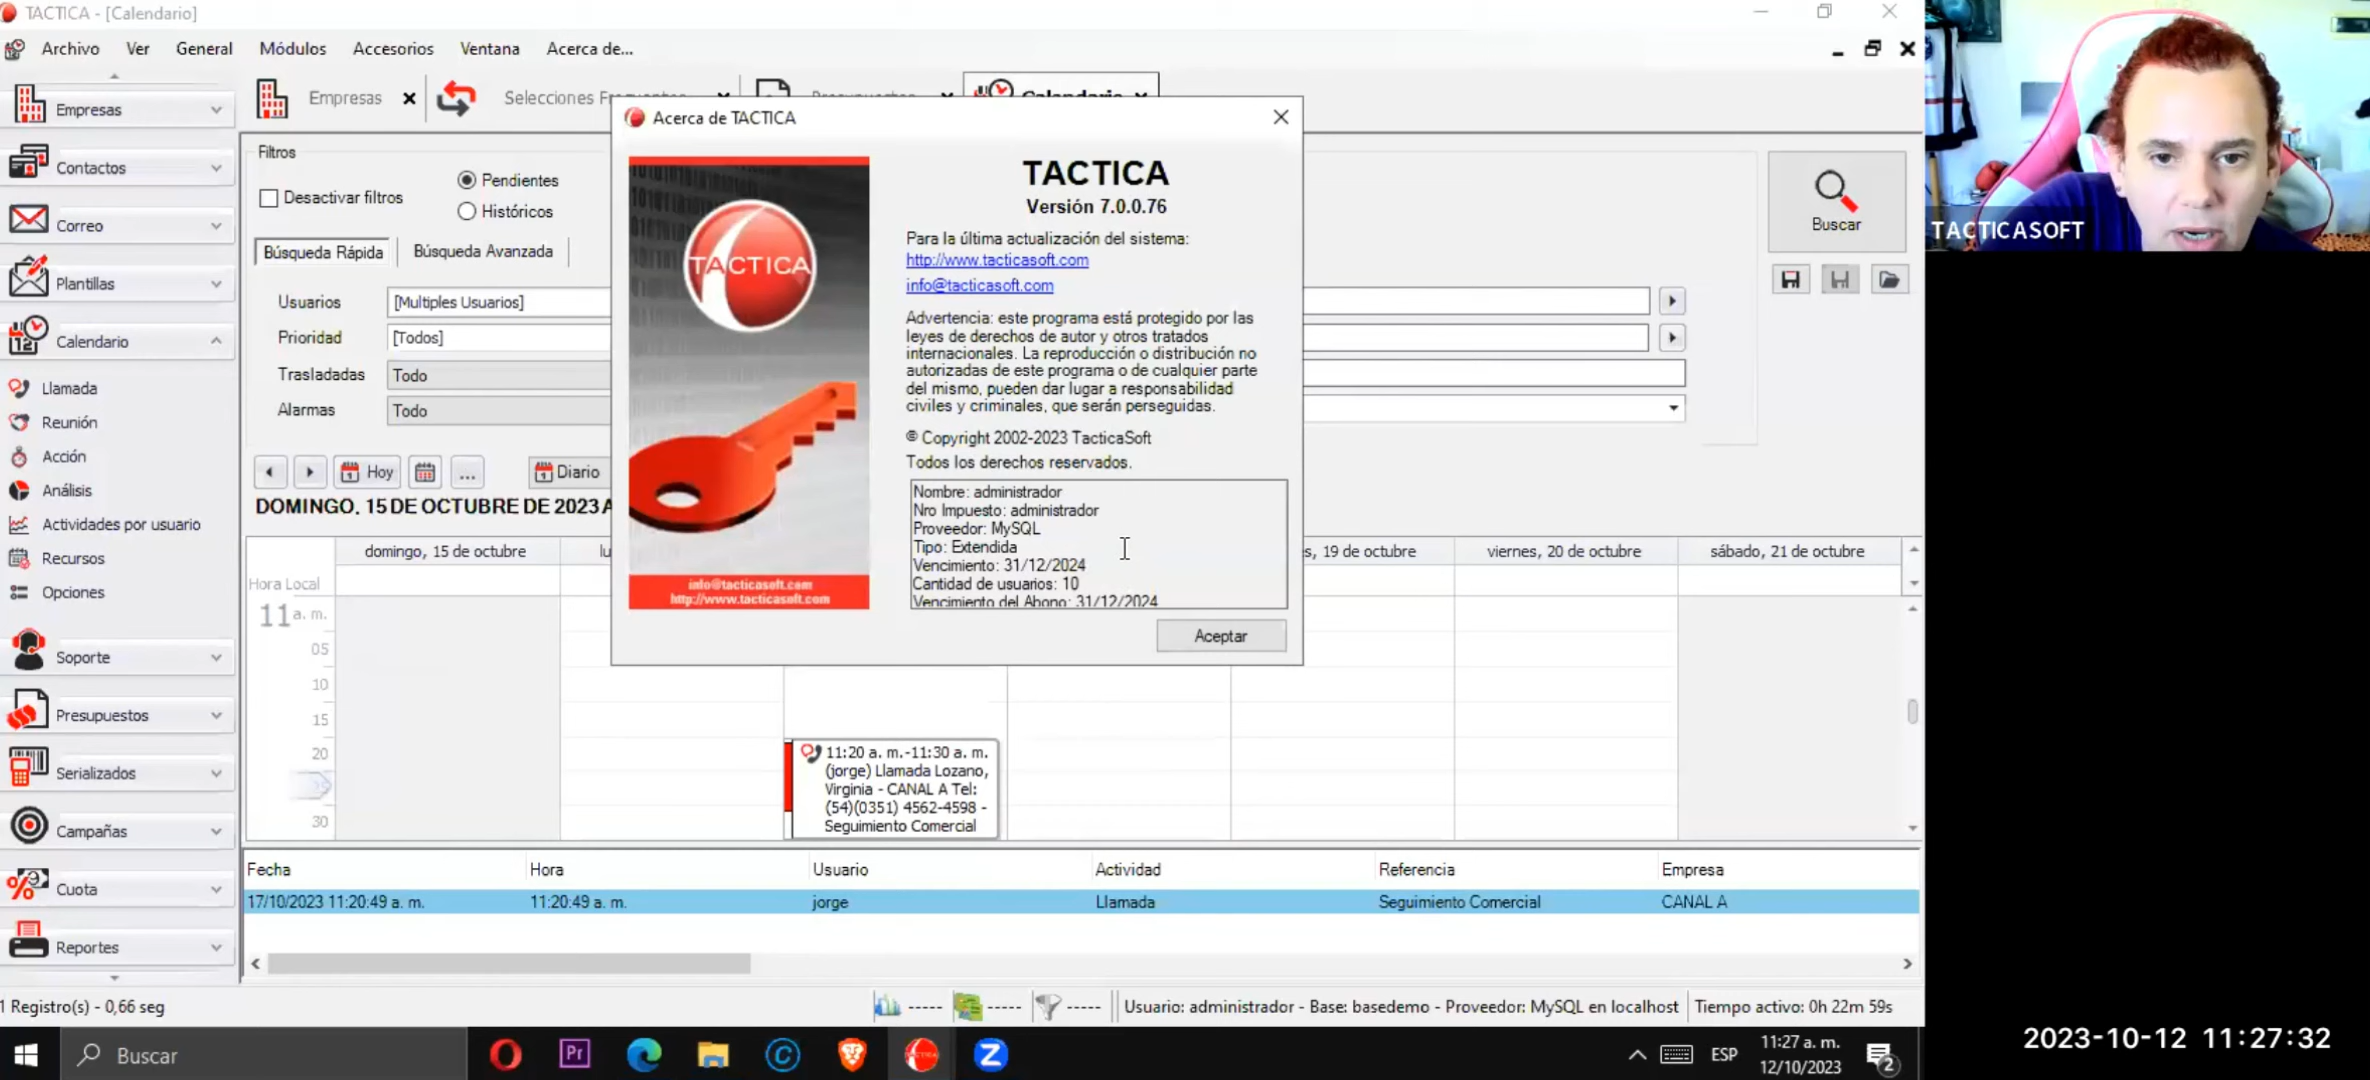 TACTICA - [Calendario]
Archivo Ver General Módulos Accesorios Ventana Acerca de...
Empresas
Contactos
Correo
Plantillas
Calendario
Llamada
Reunión
Acción
Análisis
Actividades por usuario
Recursos
Opciones
Soporte
Presupuestos
Serializados
Campañas
Cuota
Reportes
Empresas
Selecciones
Calendario
Filtros
Desactivar filtros
Pendientes
Históricos
Búsqueda Rápida
Búsqueda Avanzada
Usuarios [Multiples Usuarios]
Prioridad [Todos]
Trasladadas Todo
Alarmas Todo
Buscar
Hoy
...
Diario
DOMINGO, 15 DE OCTUBRE DE 2023 A
Acerca de TACTICA
TACTICA
info@tacticasoft.com
http://www.tacticasoft.com
TACTICA
Versión 7.0.0.76
Para la última actualización del sistema:
http://www.tacticasoft.com
info@tacticasoft.com
Advertencia: este programa está protegido por las
leyes de derechos de autor y otros tratados
internacionales. La reproducción o distribución no
autorizadas de este programa o de cualquier parte
del mismo, pueden dar lugar a responsabilidad
civiles y criminales, que serán perseguidas.
© Copyright 2002-2023 TacticaSoft
Todos los derechos reservados.
Nombre: administrador
Nro Impuesto: administrador
Proveedor: MySQL
Tipo: Extendida
Vencimiento: 31/12/2024
Cantidad de usuarios: 10
Vencimiento del Abono: 31/12/2024
Aceptar
domingo, 15 de octubre
lu
es, 19 de octubre
viernes, 20 de octubre
sábado, 21 de octubre
Hora Local
11 a. m.
05
10
15
20
30
11:20 a. m.-11:30 a. m.
(jorge) Llamada Lozano,
Virginia - CANAL A Tel:
(54)(0351) 4562-4598 -
Seguimiento Comercial
Fecha Hora Usuario Actividad Referencia Empresa
17/10/2023 11:20:49 a. m. 11:20:49 a. m. jorge Llamada Seguimiento Comercial CANAL A
1 Registro(s) - 0,66 seg
----- ----- -----
Usuario: administrador - Base: basedemo - Proveedor: MySQL en localhost
Tiempo activo: 0h 22m 59s
Buscar
Pr
ESP
11:27 a. m.
12/10/2023
2
TACTICASOFT
2023-10-12 11:27:32